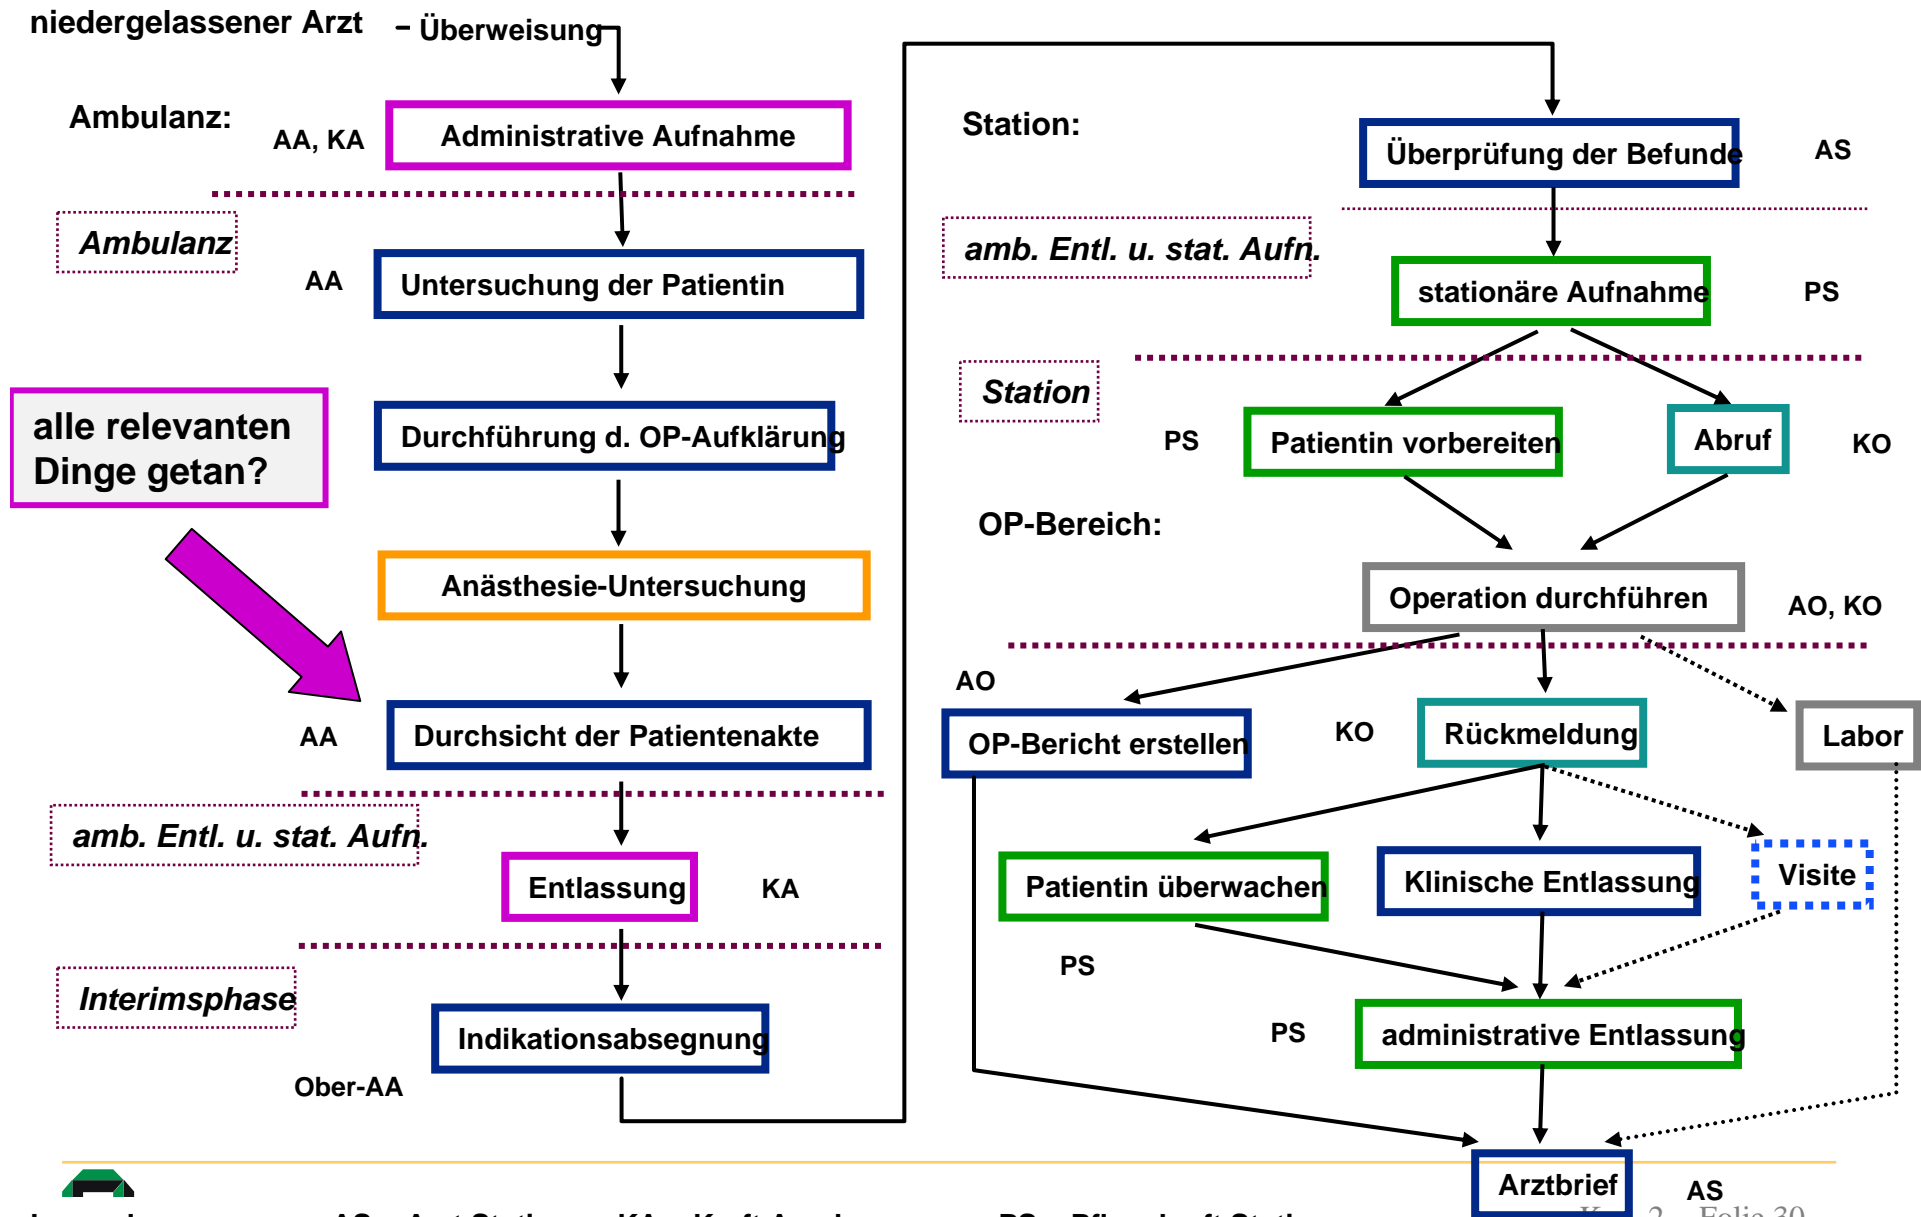 niedergelassener Arzt
Überweisung
Ambulanz:
AA, KA
Administrative Aufnahme
Ambulanz
AA
Untersuchung der Patientin
alle relevanten
Dinge getan?
Durchführung d. OP-Aufklärung
Anästhesie-Untersuchung
AA
Durchsicht der Patientenakte
amb. Entl. u. stat. Aufn.
Entlassung
KA
Interimsphase
Indikationsabsegnung
Ober-AA
Station:
Überprüfung der Befunde
AS
amb. Entl. u. stat. Aufn.
stationäre Aufnahme
PS
Station
PS
Patientin vorbereiten
Abruf
KO
OP-Bereich:
Operation durchführen
AO, KO
AO
OP-Bericht erstellen
KO
Rückmeldung
Labor
Patientin überwachen
Klinische Entlassung
Visite
PS
PS
administrative Entlassung
Arztbrief
AS
2
Folie 30